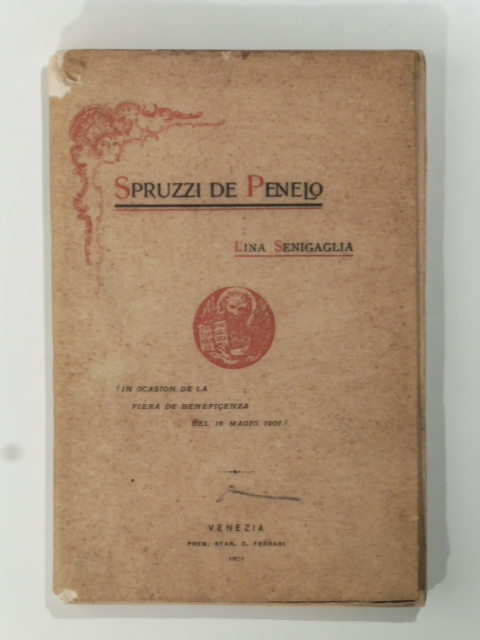 SPRUZZI DE PENELO
LINA SENIGAGLIA
(IN OCASION DE LA
FIERA DE BENEFIÇENZA
DEL 16 MAGIO 1901)
VENEZIA
PREM. STAB. C. FERRARI
1901